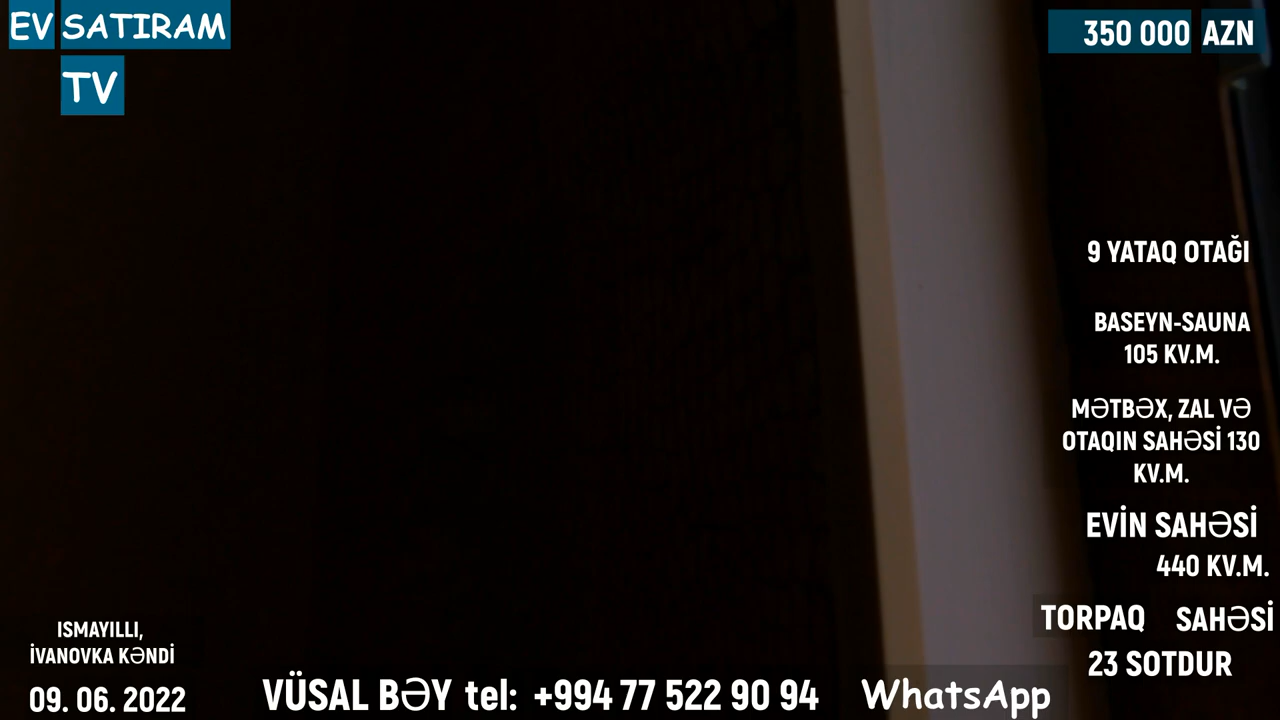 EV SATIRAM
TV
350 000 AZN
9 YATAQ OTAĞI
BASEYN-SAUNA
105 KV.M.
MƏTBƏX, ZAL VƏ
OTAQIN SAHƏSİ 130
KV.M.
EVİN SAHƏSİ
440 KV.M.
TORPAQ SAHƏSİ
23 SOTDUR
ISMAYILLI,
İVANOVKA KƏNDİ
09. 06. 2022
VÜSAL BƏY tel: +994 77 522 90 94 WhatsApp